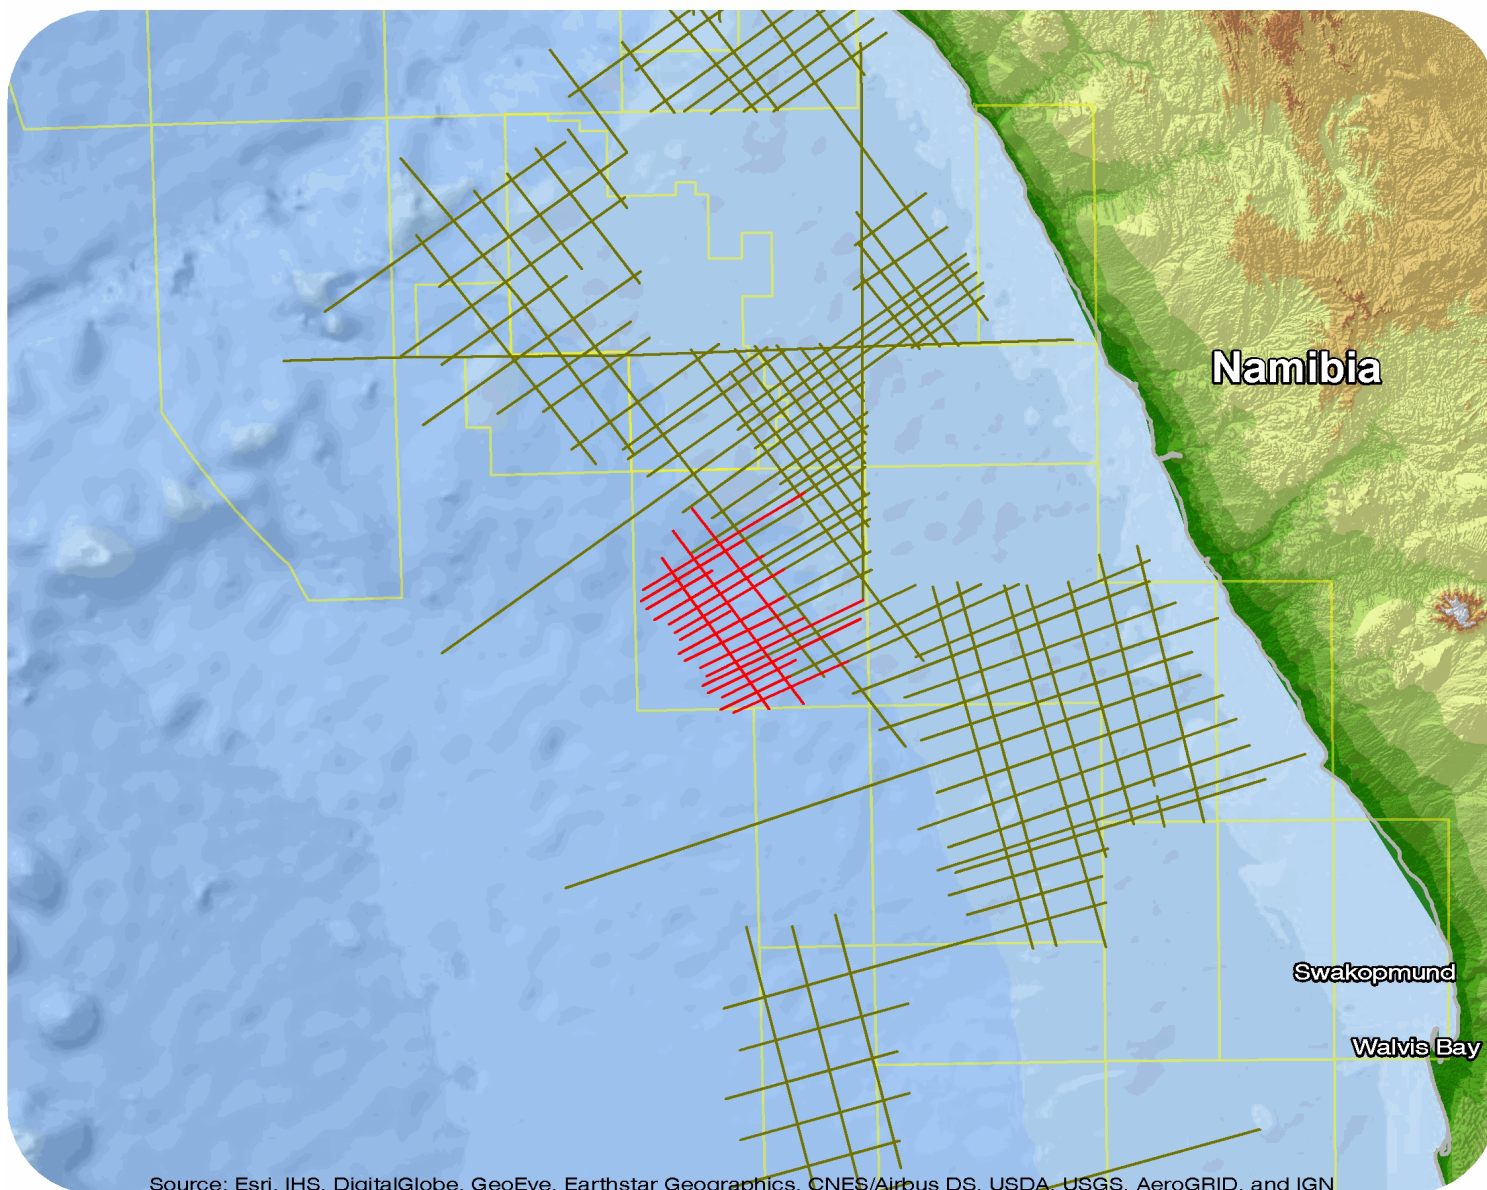 Namibia
Swakopmund
Walvis Bay
Source: Esri, IHS, DigitalGlobe, GeoEye, Earthstar Geographics, CNES/Airbus DS, USDA, USGS, AeroGRID, and IGN